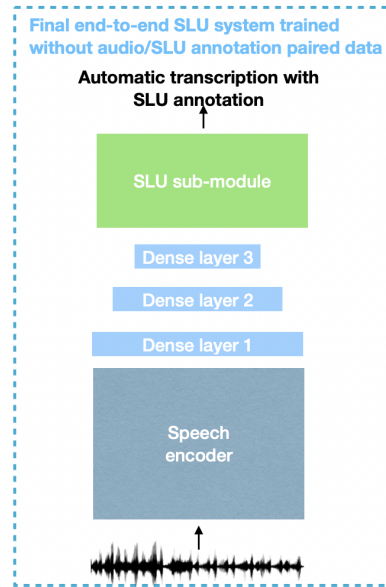 Final end-to-end SLU system trained
without audio/SLU annotation paired data
Automatic transcription with
SLU annotation
SLU sub-module
Dense layer 3
Dense layer 2
Dense layer 1
Speech
encoder